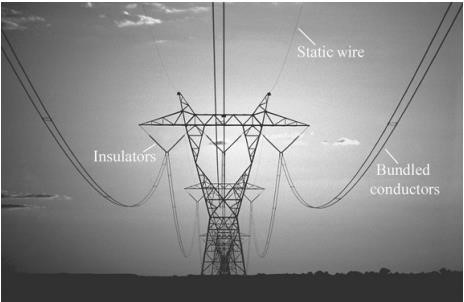 Static wire
Insulators
Bundled
conductors